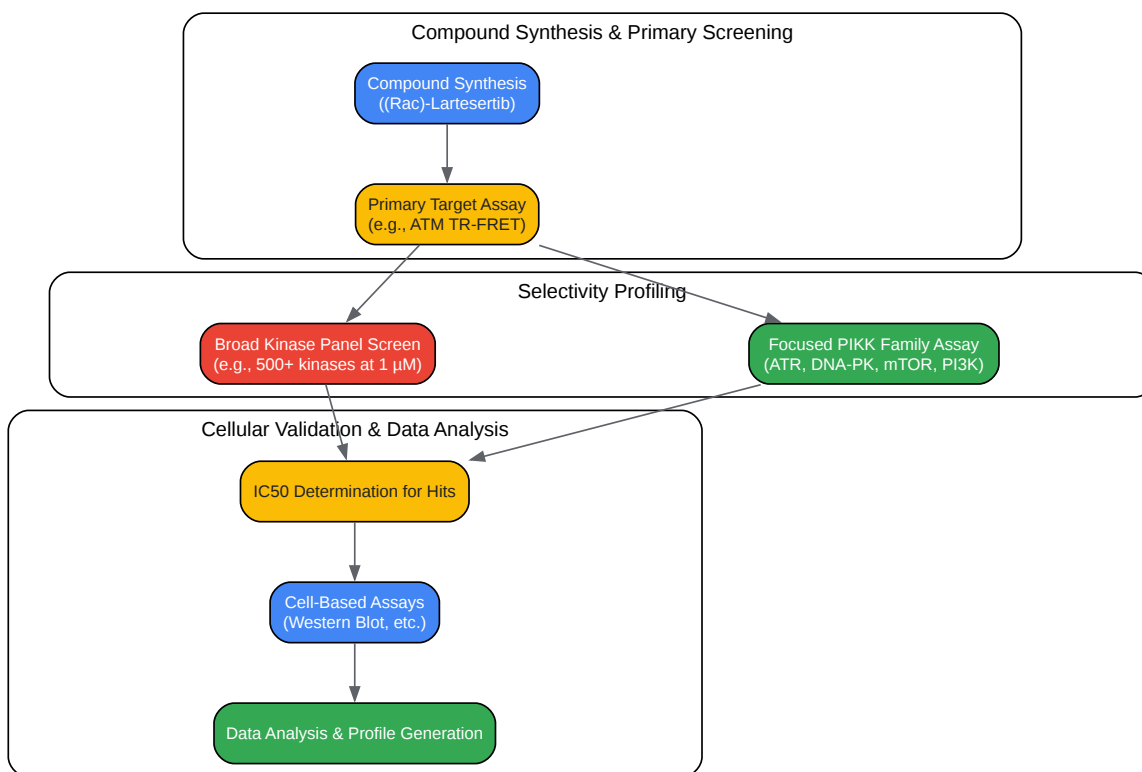 Compound Synthesis & Primary Screening
Compound Synthesis
((Rac)-Lartesertib)
Primary Target Assay
(e.g., ATM TR-FRET)
Selectivity Profiling
Broad Kinase Panel Screen
(e.g., 500+ kinases at 1 µM)
Focused PIKK Family Assay
(ATR, DNA-PK, mTOR, PI3K)
Cellular Validation & Data Analysis
IC50 Determination for Hits
Cell-Based Assays
(Western Blot, etc.)
Data Analysis & Profile Generation